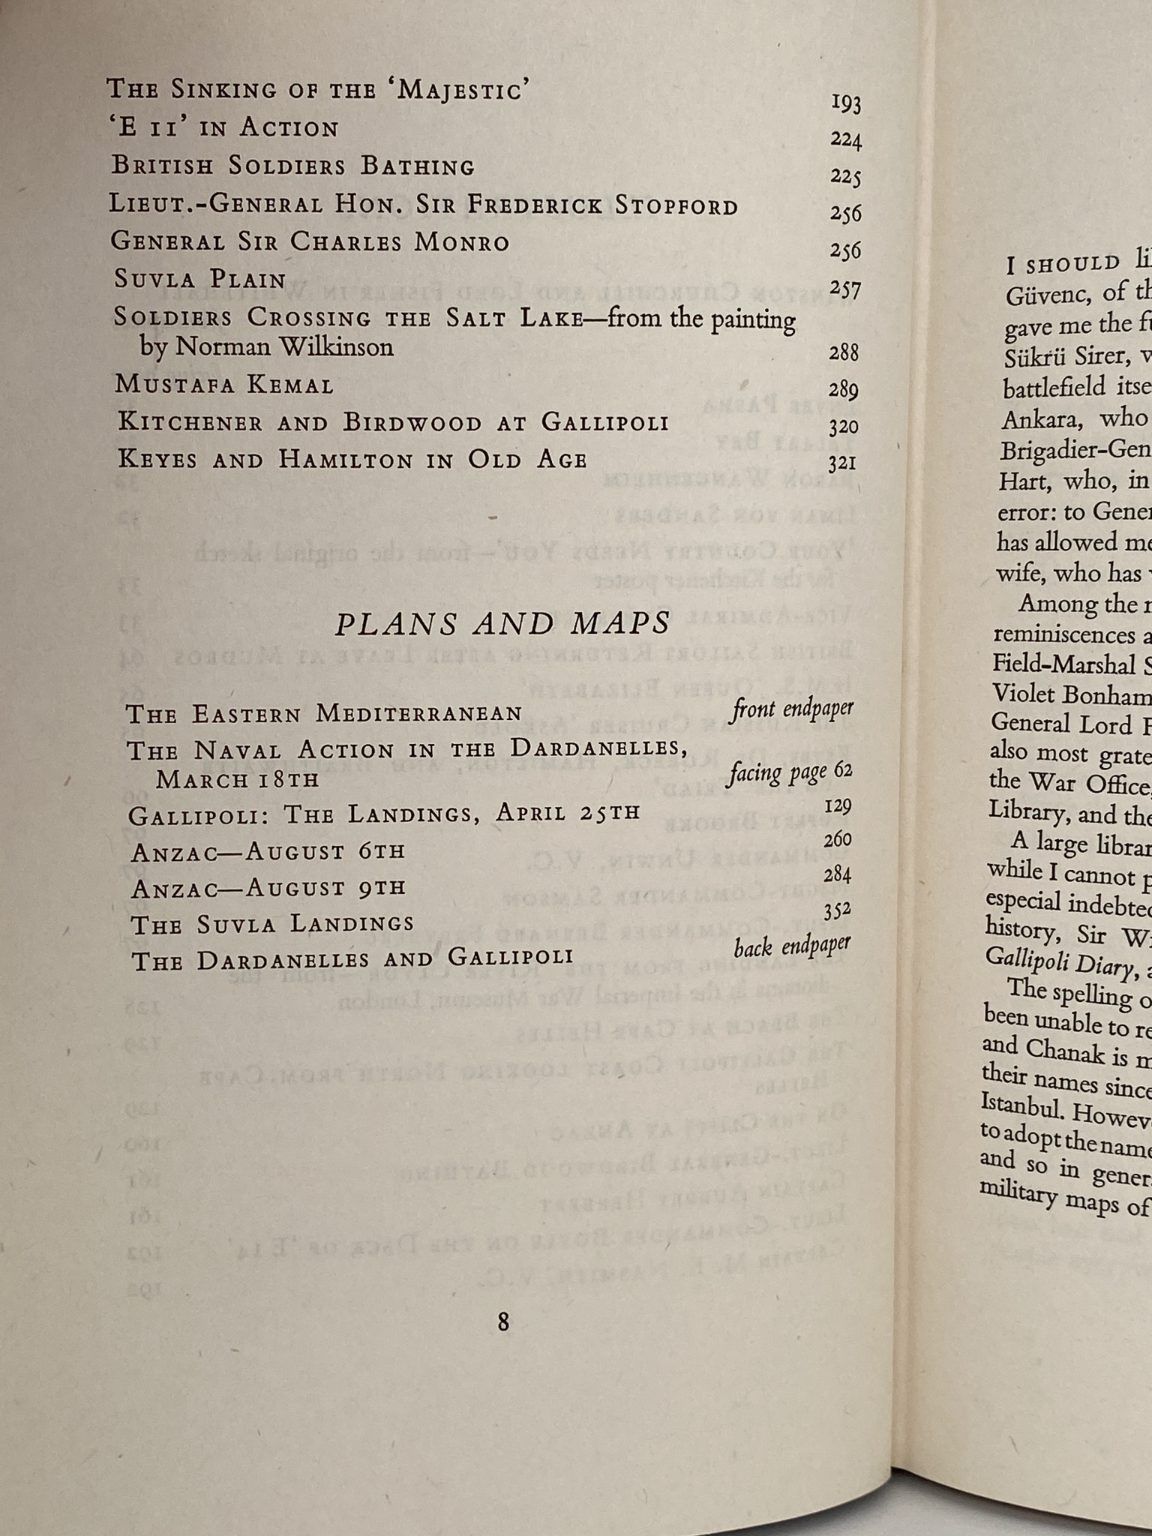 THE SINKING OF THE ‘MAJESTIC’ 193
‘E 11’ IN ACTION 224
BRITISH SOLDIERS BATHING 225
LIEUT.-GENERAL HON. SIR FREDERICK STOPFORD 256
GENERAL SIR CHARLES MONRO 256
SUVLA PLAIN 257
SOLDIERS CROSSING THE SALT LAKE—from the painting
by Norman Wilkinson 288
MUSTAFA KEMAL 289
KITCHENER AND BIRDWOOD AT GALLIPOLI 320
KEYES AND HAMILTON IN OLD AGE 321
PLANS AND MAPS
THE EASTERN MEDITERRANEAN front endpaper
THE NAVAL ACTION IN THE DARDANELLES,
MARCH 18TH facing page 62
GALLIPOLI: THE LANDINGS, APRIL 25TH 129
ANZAC—AUGUST 6TH 260
ANZAC—AUGUST 9TH 284
THE SUVLA LANDINGS 352
THE DARDANELLES AND GALLIPOLI back endpaper
8
I SHOULD
Güvenc, of
gave me the
Sükrü Sirer,
battlefield
Ankara, who
Brigadier-Gen
Hart, who, in
error: to Gener
has allowed me
wife, who has
Among the
reminiscences
Field-Marshal
Violet Bonham
General Lord
also most grate
the War Office,
Library, and the
A large librar
while I cannot
especial indebted
history, Sir
Gallipoli Diary,
The spelling
been unable to
and Chanak is
their names since
Istanbul. Howev
to adopt the name
and so in gener
military maps of